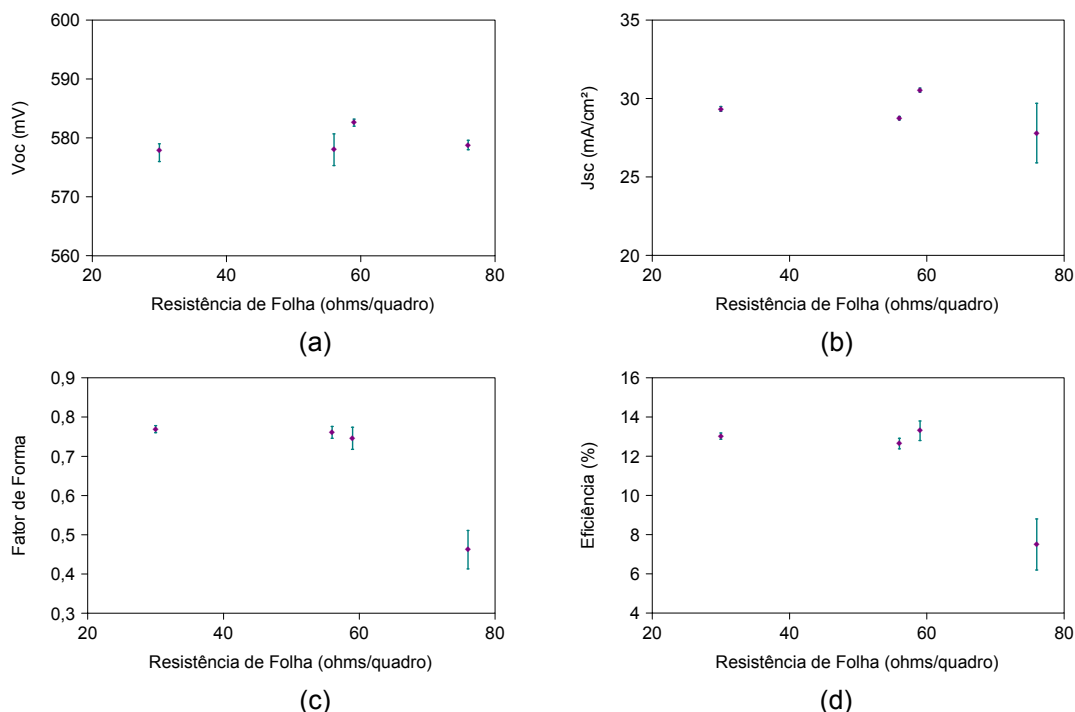 600
590
580
570
560
Voc (mV)
20 40 60 80
Resistência de Folha (ohms/quadro)
(a)
35
30
25
20
Jsc (mA/cm²)
20 40 60 80
Resistência de Folha (ohms/quadro)
(b)
0,9
0,8
0,7
0,6
0,5
0,4
0,3
Fator de Forma
20 40 60 80
Resistência de Folha (ohms/quadro)
(c)
16
14
12
10
8
6
4
Eficiência (%)
20 40 60 80
Resistência de Folha (ohms/quadro)
(d)